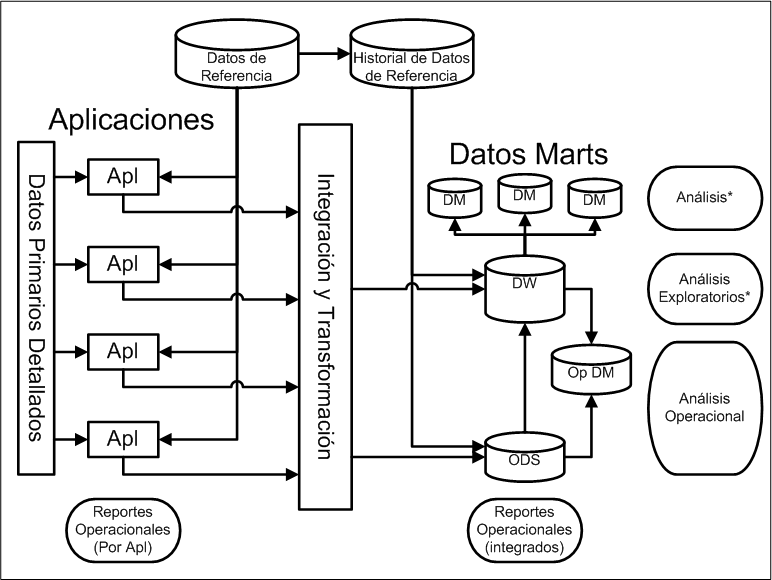 Datos de
Referencia
Historial de Datos
de Referencia
Aplicaciones
Datos Primarios Detallados
Apl
Apl
Apl
Apl
Integración y Transformación
Datos Marts
DM
DM
DM
DW
Op DM
ODS
Análisis*
Análisis
Exploratorios*
Análisis
Operacional
Reportes
Operacionales
(Por Apl)
Reportes
Operacionales
(integrados)